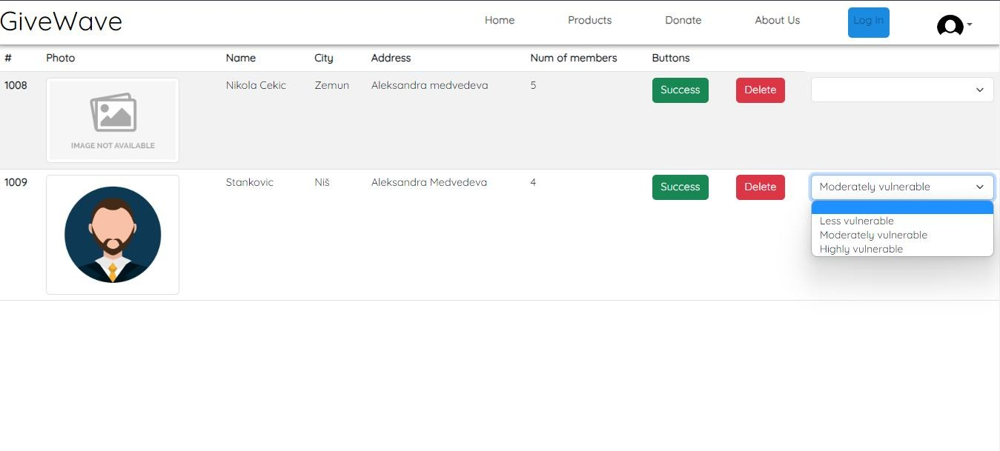 GiveWave Home Products Donate About Us Log In
# Photo Name City Address Num of members Buttons
1008 Nikola Cekic Zemun Aleksandra medvedeva 5 Success Delete
IMAGE NOT AVAILABLE
1009 Stankovic Niš Aleksandra Medvedeva 4 Success Delete Moderately vulnerable
Less vulnerable
Moderately vulnerable
Highly vulnerable